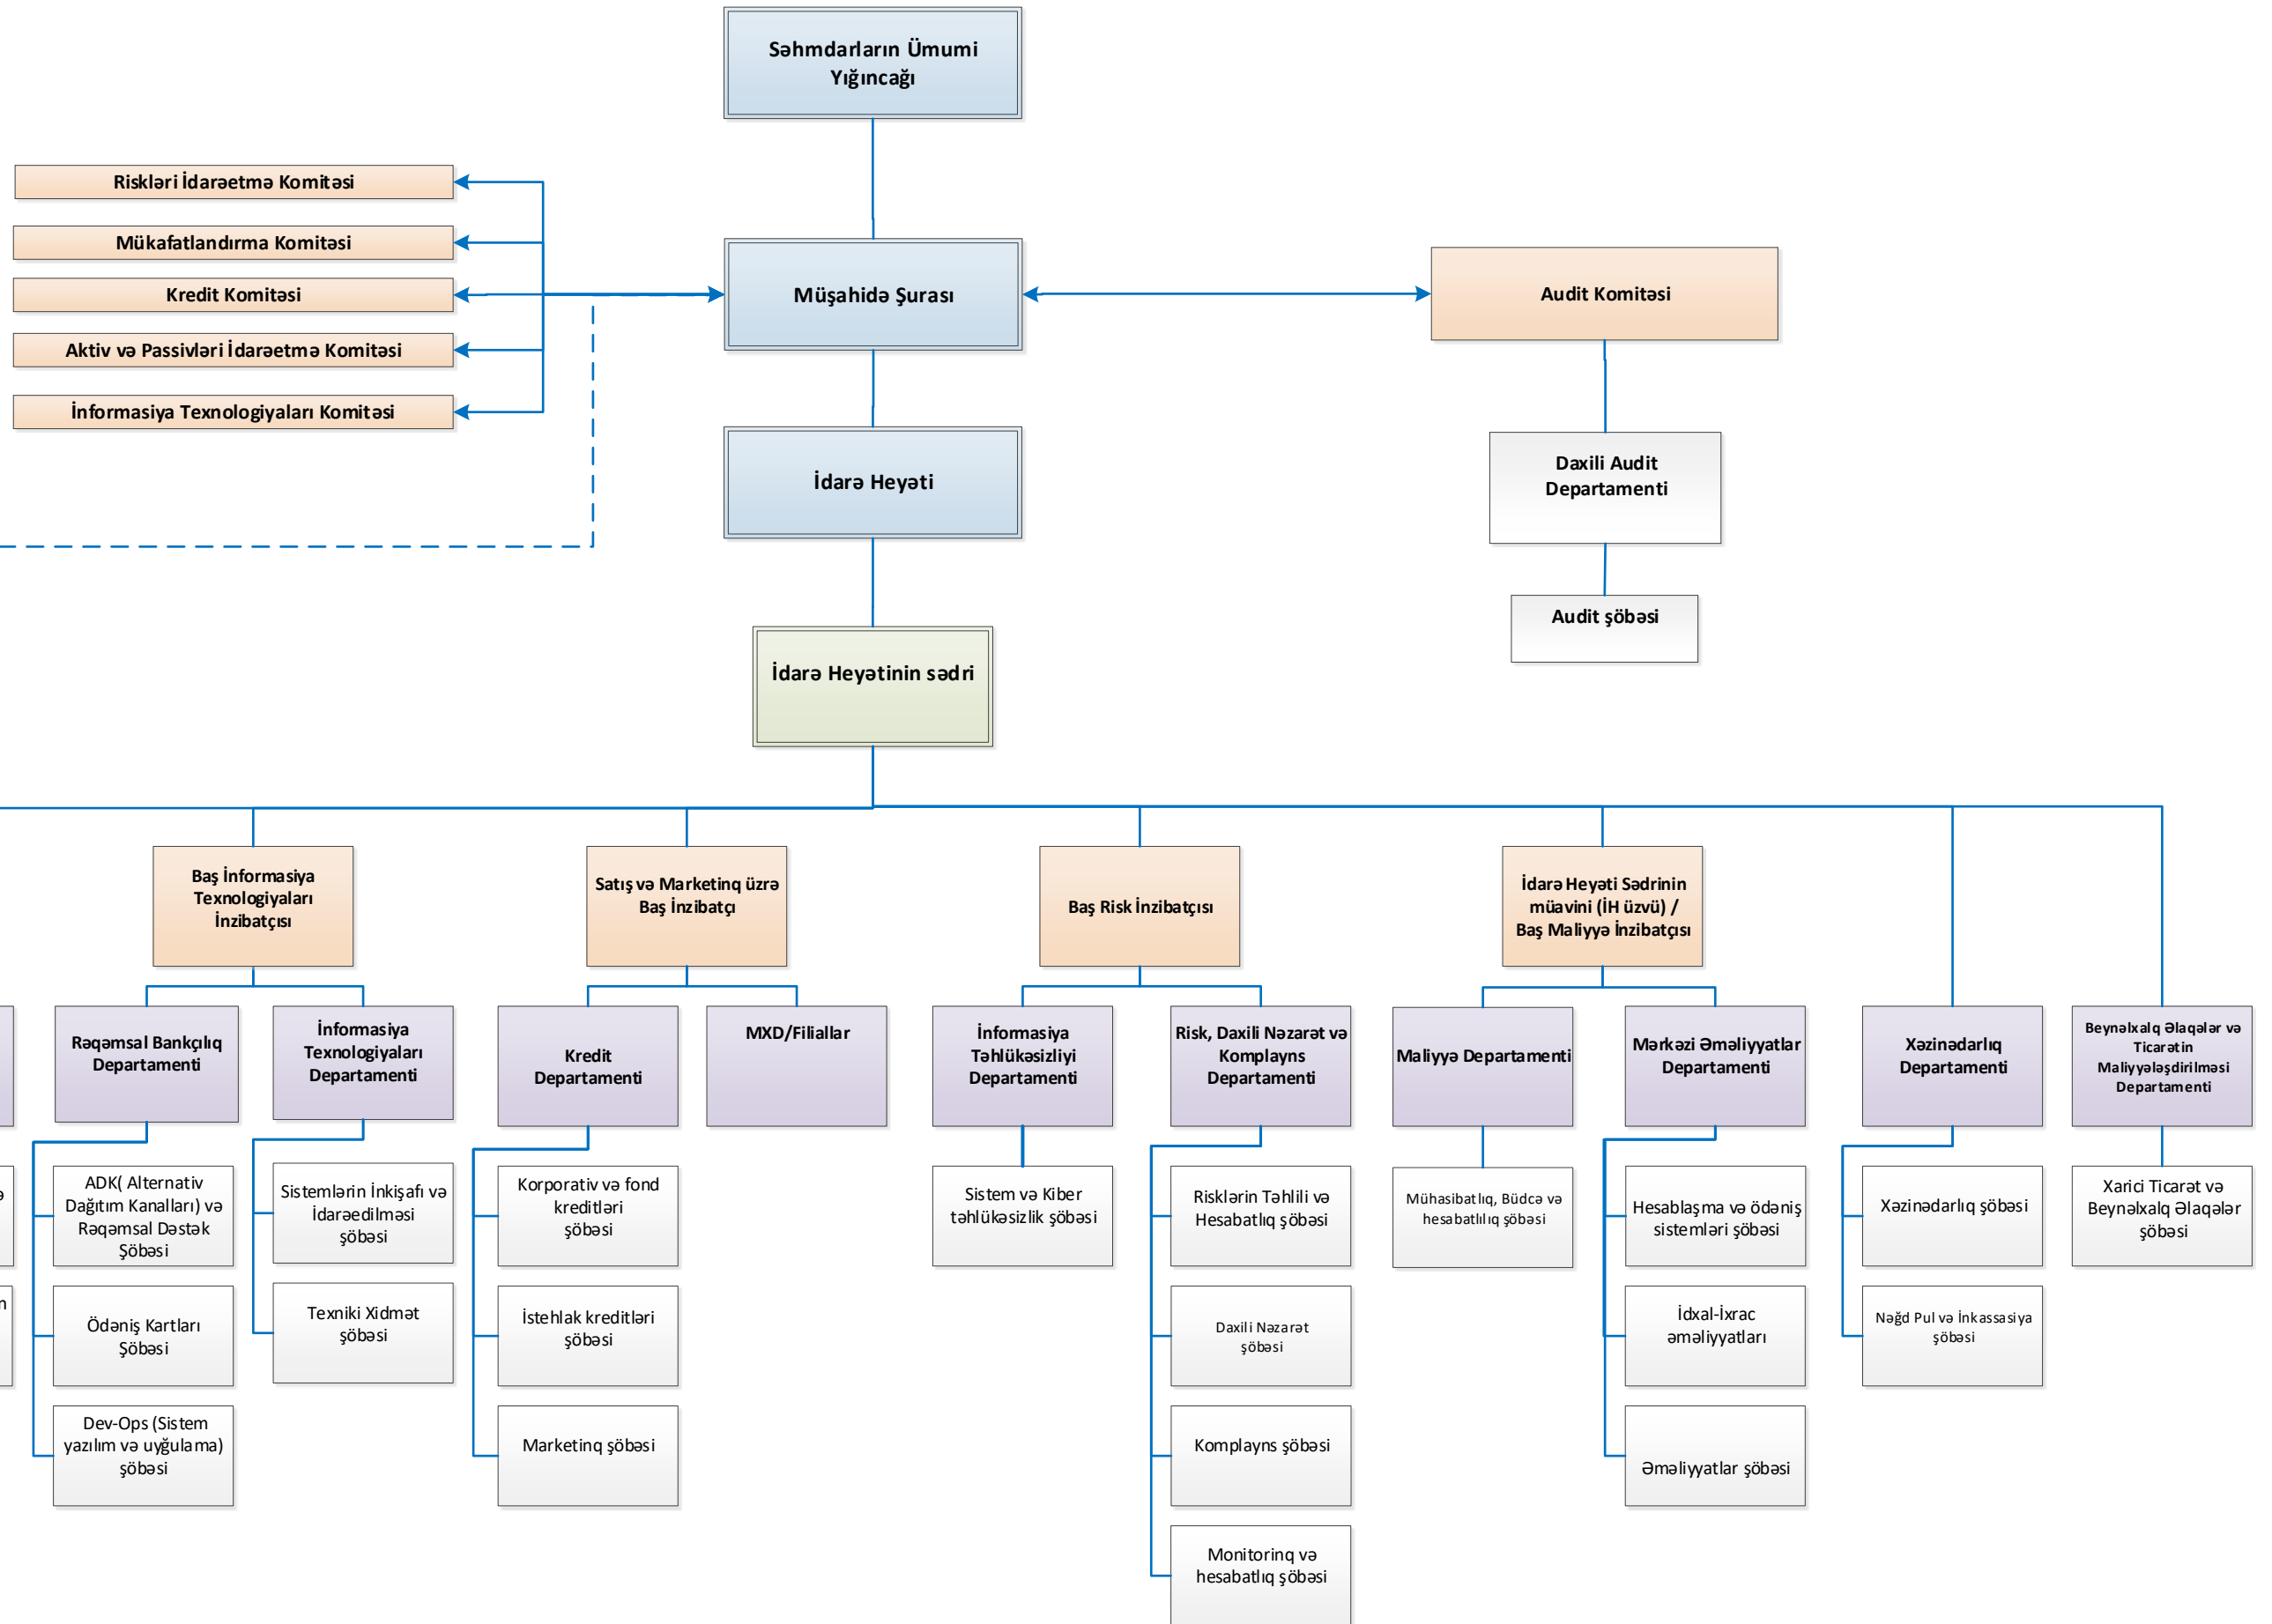 Səhmdarların Ümumi
Yığıncağı
Riskləri İdarəetmə Komitəsi
Mükafatlandırma Komitəsi
Kredit Komitəsi
Aktiv və Passivləri İdarəetmə Komitəsi
İnformasiya Texnologiyaları Komitəsi
Müşahidə Şurası
Audit Komitəsi
İdarə Heyəti
Daxili Audit
Departamenti
Audit şöbəsi
İdarə Heyətinin sədri
Baş İnformasiya
Texnologiyaları
İnzibatçısı
Satış və Marketinq üzrə
Baş İnzibatçı
Baş Risk İnzibatçısı
İdarə Heyəti Sədrinin
müavini (İH üzvü) /
Baş Maliyyə İnzibatçısı
Rəqəmsal Bankçılıq
Departamenti
İnformasiya
Texnologiyaları
Departamenti
Kredit
Departamenti
MXD/Filiallar
İnformasiya
Təhlükəsizliyi
Departamenti
Risk, Daxili Nəzarət və
Komplayns
Departamenti
Maliyyə Departamenti
Mərkəzi Əməliyyatlar
Departamenti
Xəzinədarlıq
Departamenti
Beynəlxalq Əlaqələr və
Ticarətin
Maliyyələşdirilməsi
Departamenti
ə
ADK( Alternativ
Dağıtım Kanalları) və
Rəqəmsal Dəstək
Şöbəsi
Sistemlərin İnkişafı və
İdarəedilməsi
şöbəsi
Korporativ və fond
kreditləri
şöbəsi
Sistem və Kiber
təhlükəsizlik şöbəsi
Risklərin Təhlili və
Hesabatlıq şöbəsi
Mühasibatlıq, Büdcə və
hesabatlılıq şöbəsi
Hesablaşma və ödəniş
sistemləri şöbəsi
Xəzinədarlıq şöbəsi
Xarici Ticarət və
Beynəlxalq Əlaqələr
şöbəsi
Ödəniş Kartları
Şöbəsi
Texniki Xidmət
şöbəsi
İstehlak kreditləri
şöbəsi
Daxili Nəzarət
şöbəsi
İdxal-İxrac
əməliyyatları
Nəğd Pul və İnkassasiya
şöbəsi
Dev-Ops (Sistem
yazılım və uyğulama)
şöbəsi
Marketinq şöbəsi
Komplayns şöbəsi
Əməliyyatlar şöbəsi
Monitorinq və
hesabatlıq şöbəsi